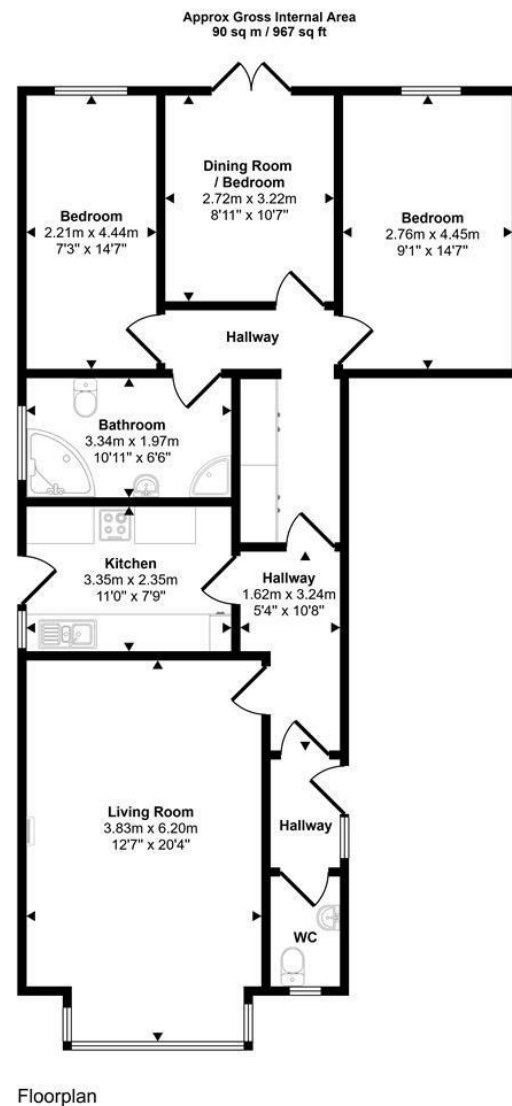 Approx Gross Internal Area
90 sq m / 967 sq ft
Dining Room
/ Bedroom
2.72m x 3.22m
8'11" x 10'7"
Bedroom
2.21m x 4.44m
7'3" x 14'7"
Bedroom
2.76m x 4.45m
9'1" x 14'7"
Hallway
Bathroom
3.34m x 1.97m
10'11" x 6'6"
Kitchen
3.35m x 2.35m
11'0" x 7'9"
Hallway
1.62m x 3.24m
5'4" x 10'8"
Living Room
3.83m x 6.20m
12'7" x 20'4"
Hallway
WC
Floorplan